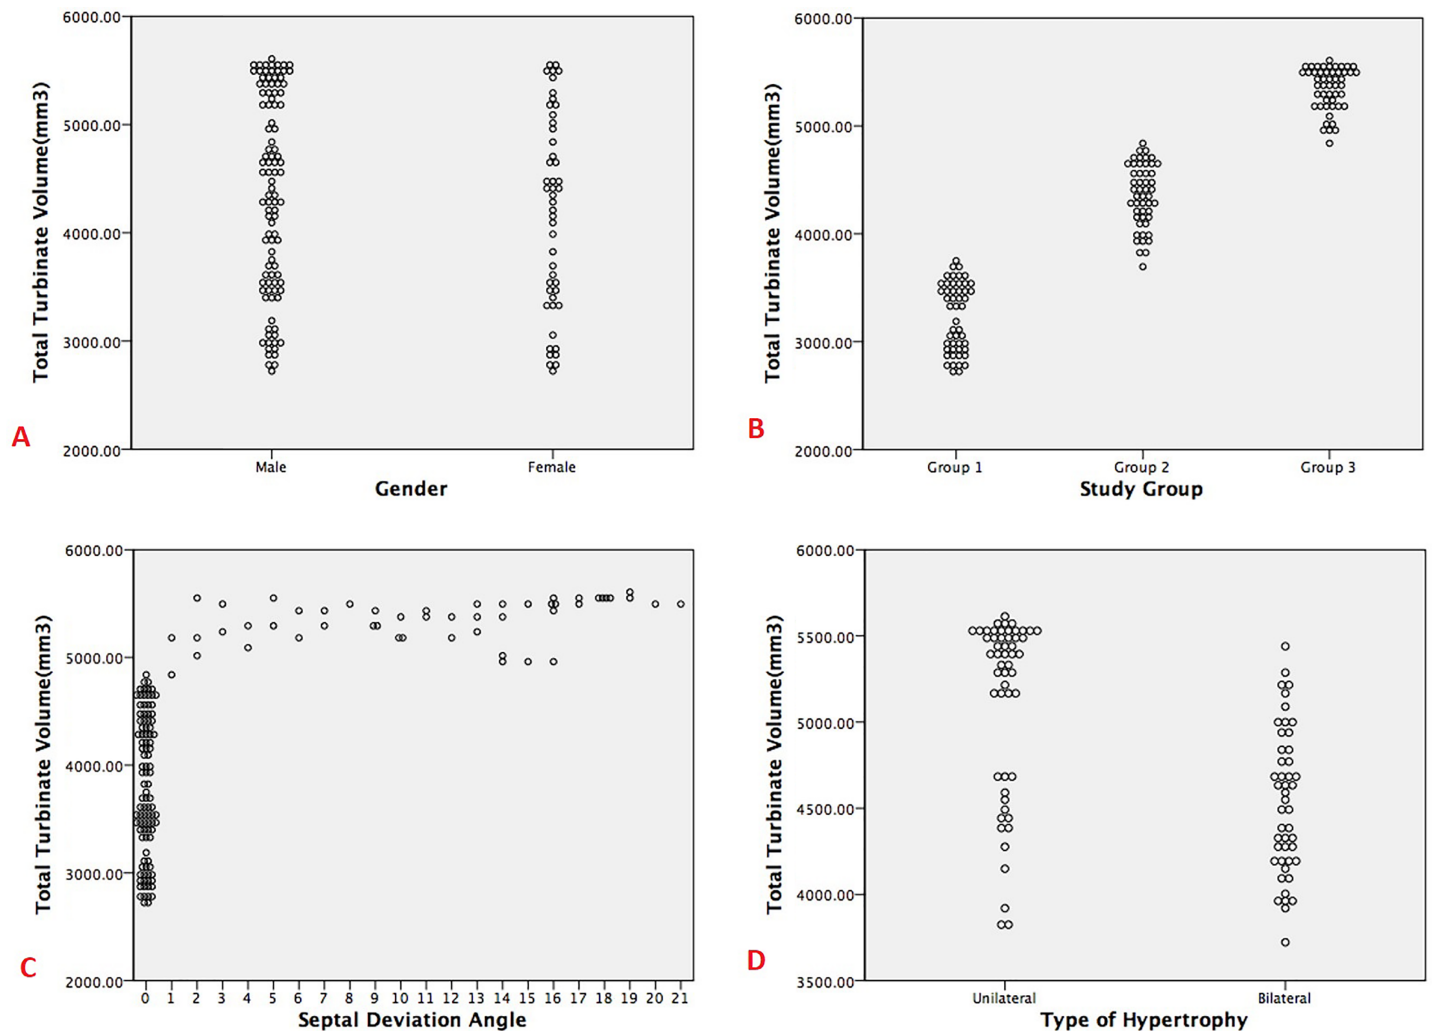 6000.00
5000.00
4000.00
3000.00
2000.00
Total Turbinate Volume(mm3)
Male Female
Gender
A
6000.00
5000.00
4000.00
3000.00
2000.00
Total Turbinate Volume(mm3)
Group 1 Group 2 Group 3
Study Group
B
6000.00
5000.00
4000.00
3000.00
2000.00
Total Turbinate Volume(mm3)
0 1 2 3 4 5 6 7 8 9 10 11 12 13 14 15 16 17 18 19 20 21
Septal Deviation Angle
C
6000.00
5500.00
5000.00
4500.00
4000.00
3500.00
Total Turbinate Volume(mm3)
Unilateral Bilateral
Type of Hypertrophy
D